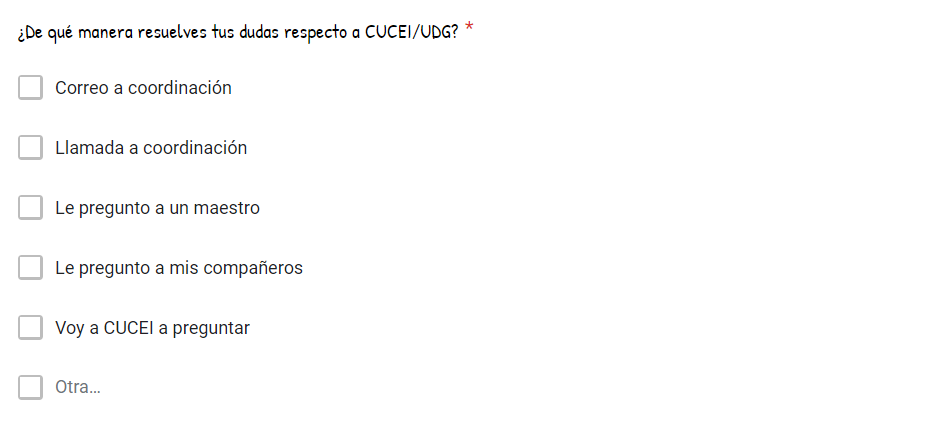 ¿De qué manera resuelves tus dudas respecto a CUCEI/UDG? *
Correo a coordinación
Llamada a coordinación
Le pregunto a un maestro
Le pregunto a mis compañeros
Voy a CUCEI a preguntar
Otra...